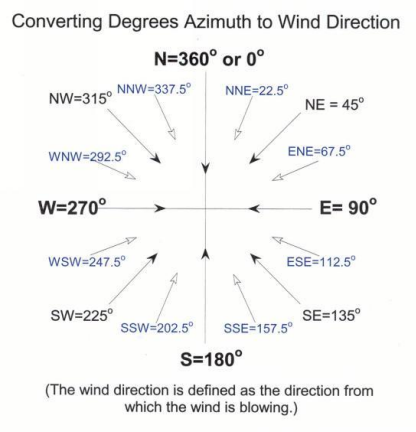 Converting Degrees Azimuth to Wind Direction
N=360° or 0°
NNW=337.5°
NNE=22.5°
NW=315°
NE = 45°
WNW=292.5°
ENE=67.5°
W=270°
E= 90°
WSW=247.5°
ESE=112.5°
SW=225°
SE=135°
SSW=202.5°
SSE=157.5°
S=180°
(The wind direction is defined as the direction from
which the wind is blowing.)